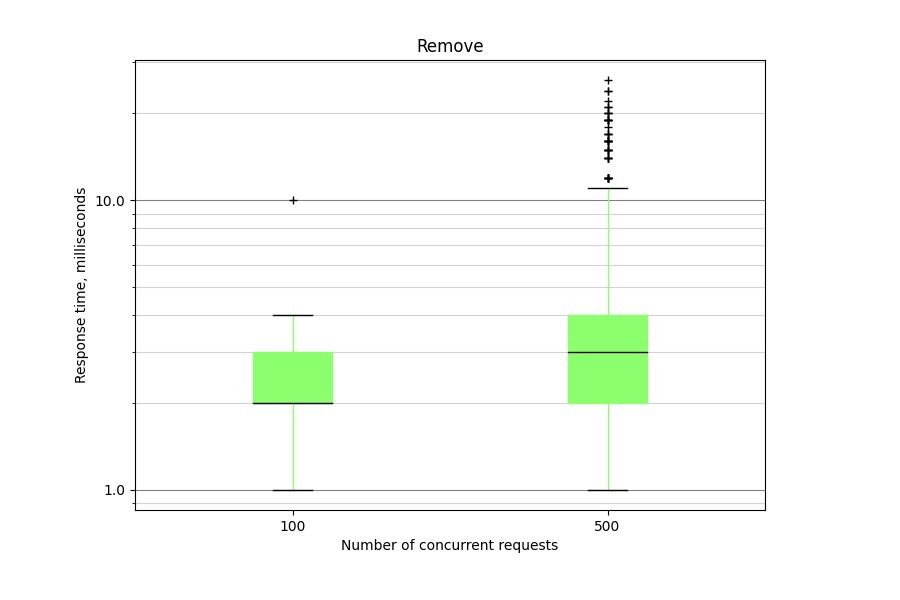 Remove
Response time, milliseconds
10.0
1.0
100
500
Number of concurrent requests